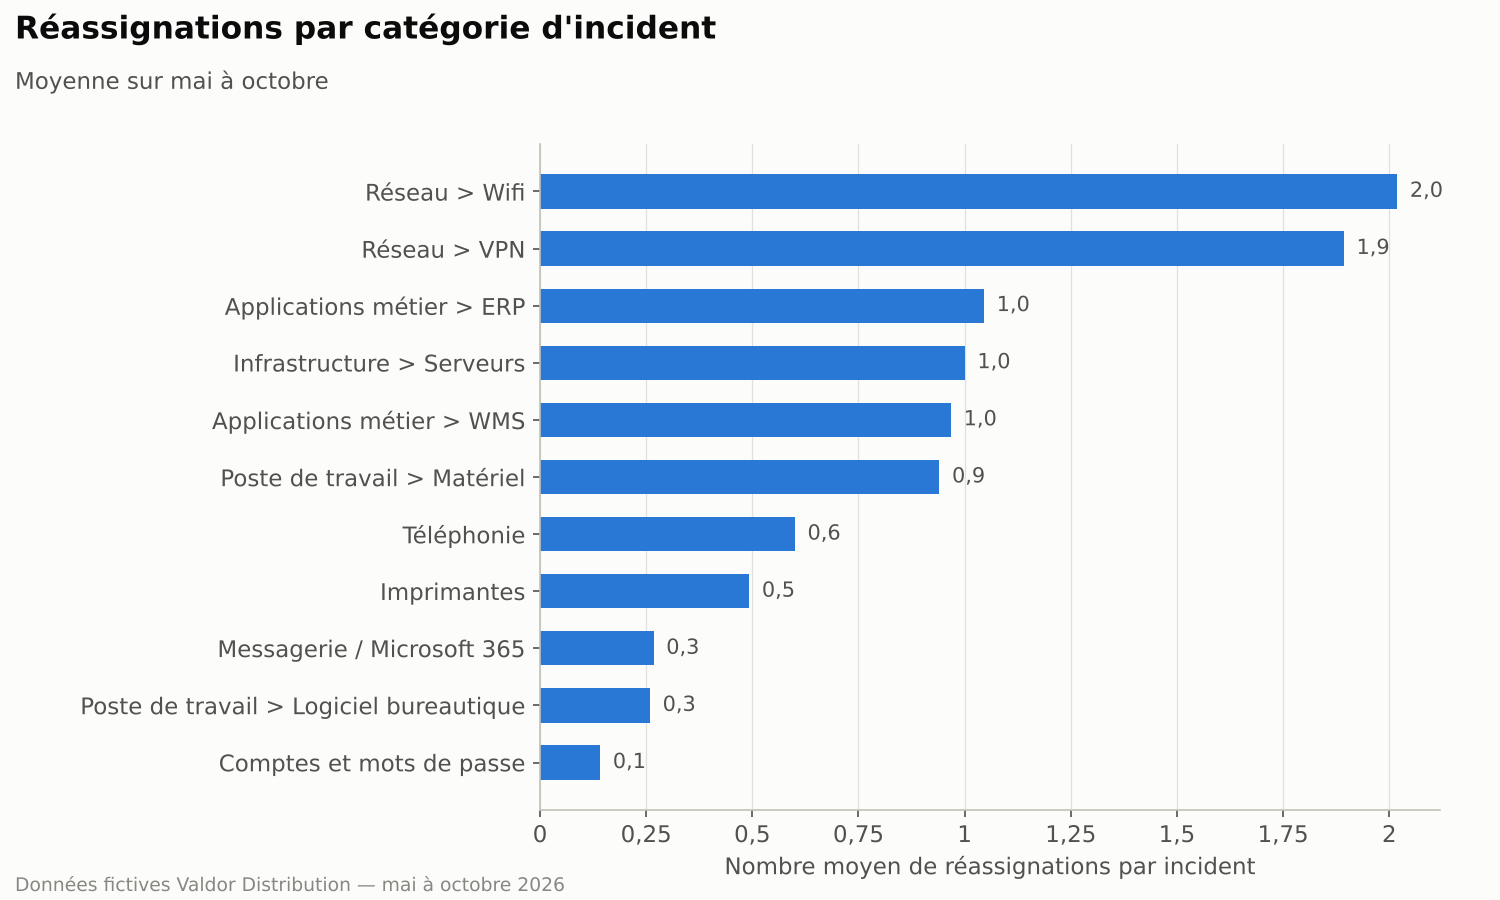 Réassignations par catégorie d'incident
Moyenne sur mai à octobre
Réseau > Wifi 2,0
Réseau > VPN 1,9
Applications métier > ERP 1,0
Infrastructure > Serveurs 1,0
Applications métier > WMS 1,0
Poste de travail > Matériel 0,9
Téléphonie 0,6
Imprimantes 0,5
Messagerie / Microsoft 365 0,3
Poste de travail > Logiciel bureautique 0,3
Comptes et mots de passe 0,1
0 0,25 0,5 0,75 1 1,25 1,5 1,75 2
Nombre moyen de réassignations par incident
Données fictives Valdor Distribution — mai à octobre 2026